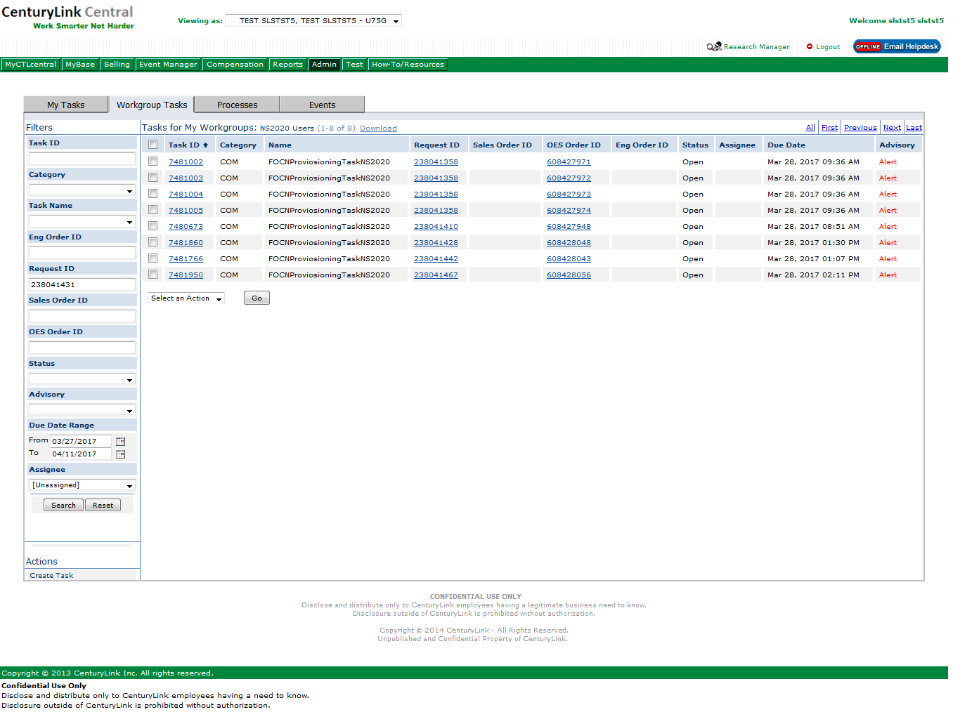 CenturyLink Central
Work Smarter Not Harder
Viewing as: TEST SLSTST5, TEST SLSTST5 - U75G
Welcome slstst5 slstst5
Research Manager Logout OFFLINE Email Helpdesk
MyCTLcentral MyBase Selling Event Manager Compensation Reports Admin Test How-To/Resources
My Tasks Workgroup Tasks Processes Events
Filters
Task ID
Category
Task Name
Eng Order ID
Request ID
238041431
Sales Order ID
OES Order ID
Status
Advisory
Due Date Range
From 03/27/2017
To 04/11/2017
Assignee
[Unassigned]
Search Reset
Actions
Create Task
Tasks for My Workgroups: NS2020 Users (1-8 of 8) Download
All First Previous Next Last
Task ID Category Name Request ID Sales Order ID OES Order ID Eng Order ID Status Assignee Due Date Advisory
7481002 COM FOCNProviosioningTaskNS2020 238041358 608427971 Open Mar 28, 2017 09:36 AM Alert
7481003 COM FOCNProviosioningTaskNS2020 238041358 608427972 Open Mar 28, 2017 09:36 AM Alert
7481004 COM FOCNProviosioningTaskNS2020 238041358 608427973 Open Mar 28, 2017 09:36 AM Alert
7481005 COM FOCNProviosioningTaskNS2020 238041358 608427974 Open Mar 28, 2017 09:36 AM Alert
7480673 COM FOCNProviosioningTaskNS2020 238041410 608427948 Open Mar 28, 2017 08:51 AM Alert
7481860 COM FOCNProviosioningTaskNS2020 238041428 608428048 Open Mar 28, 2017 01:30 PM Alert
7481766 COM FOCNProviosioningTaskNS2020 238041442 608428043 Open Mar 28, 2017 01:07 PM Alert
7481950 COM FOCNProviosioningTaskNS2020 238041467 608428056 Open Mar 28, 2017 02:11 PM Alert
Select an Action Go
CONFIDENTIAL USE ONLY
Disclose and distribute only to CenturyLink employees having a legitimate business need to know.
Disclosure outside of CenturyLink is prohibited without authorization.
Copyright © 2014 CenturyLink - All Rights Reserved.
Unpublished and Confidential Property of CenturyLink.
Copyright © 2013 CenturyLink Inc. All rights reserved.
Confidential Use Only
Disclose and distribute only to CenturyLink employees having a need to know.
Disclosure outside of CenturyLink is prohibited without authorization.